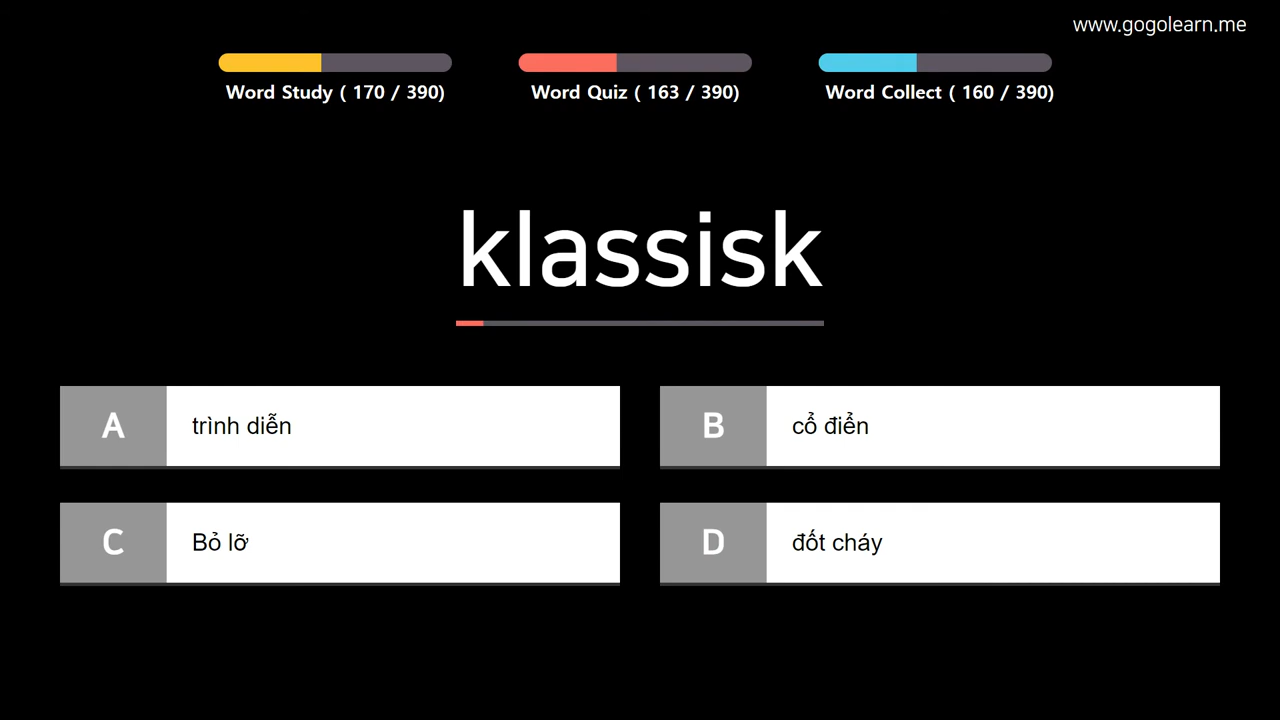 www.gogolearn.me
Word Study ( 170 / 390)
Word Quiz ( 163 / 390)
Word Collect ( 160 / 390)
klassisk
A trình diễn
B cổ điển
C Bỏ lỡ
D đốt cháy